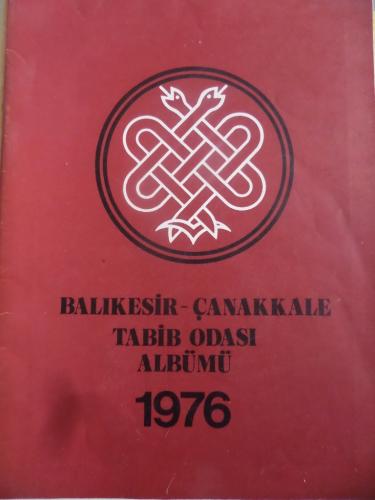 BALIKESİR - ÇANAKKALE
TABİB ODASI
ALBÜMÜ
1976